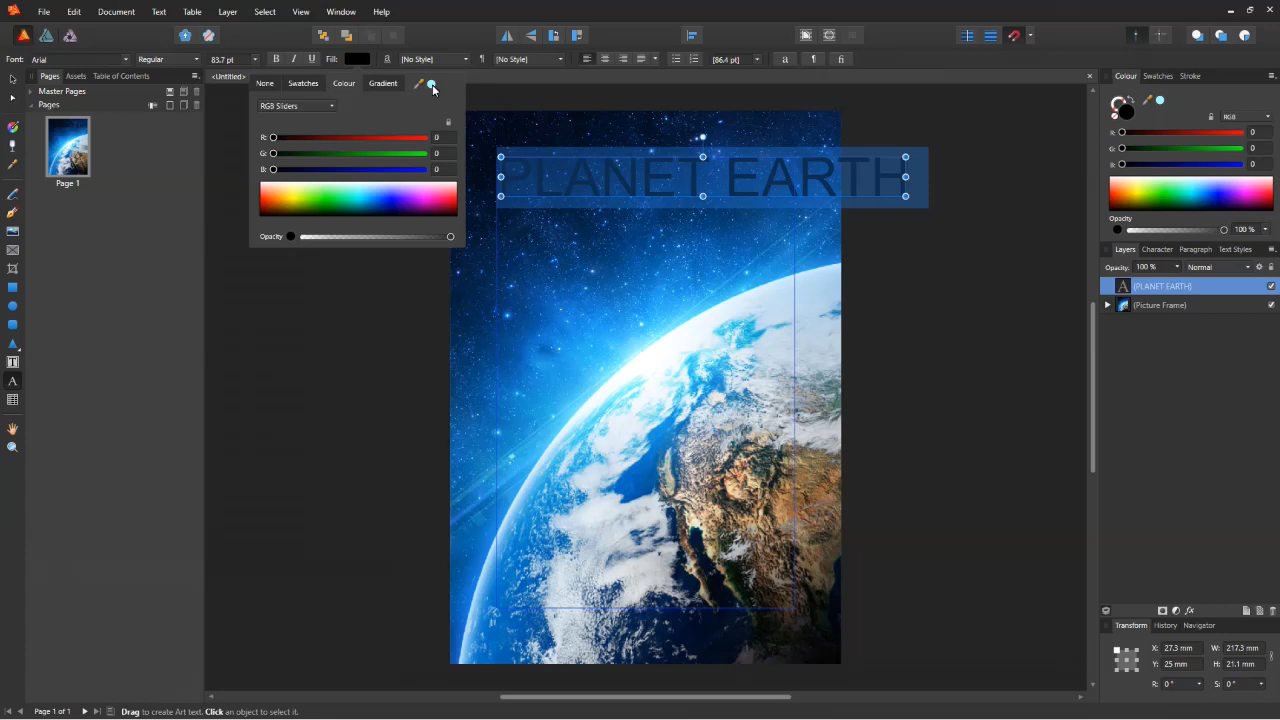 File Edit Document Text Table Layer Select View Window Help
Font: Arial Regular 83.7 pt B I U Fill: a [No Style] ¶ [No Style] [86.4 pt] a ¶ fi
Pages Assets Table of Contents
<Untitled>
Master Pages
Pages
Page 1
None Swatches Colour Gradient
RGB Sliders
R: 0
G: 0
B: 0
Opacity
PLANET EARTH
Colour Swatches Stroke
RGB
R: 0
G: 0
B: 0
Opacity
100 %
Layers Character Paragraph Text Styles
Opacity: 100 % Normal
A (PLANET EARTH)
(Picture Frame)
fx
Transform History Navigator
X: 27.3 mm W: 217.3 mm
Y: 25 mm H: 21.1 mm
R: 0 ° S: 0 °
T
A
Page 1 of 1
Drag to create Art text. Click an object to select it.